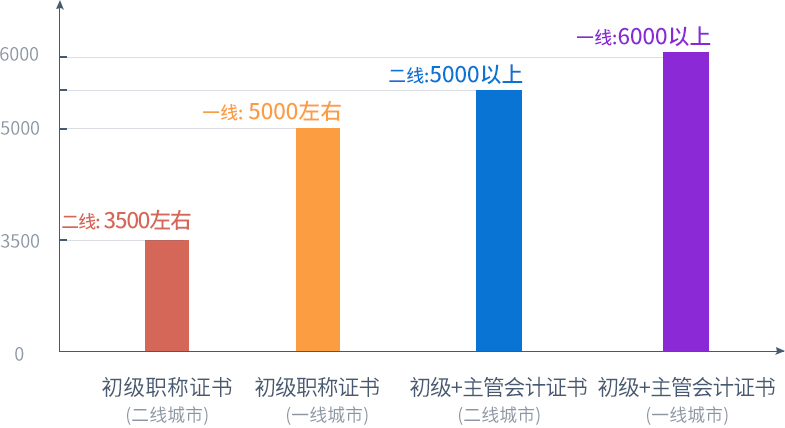 6000
5000
3500
0
一线:6000以上
二线:5000以上
一线: 5000左右
二线: 3500左右
初级职称证书
(二线城市)
初级职称证书
(一线城市)
初级+主管会计证书
(二线城市)
初级+主管会计证书
(一线城市)